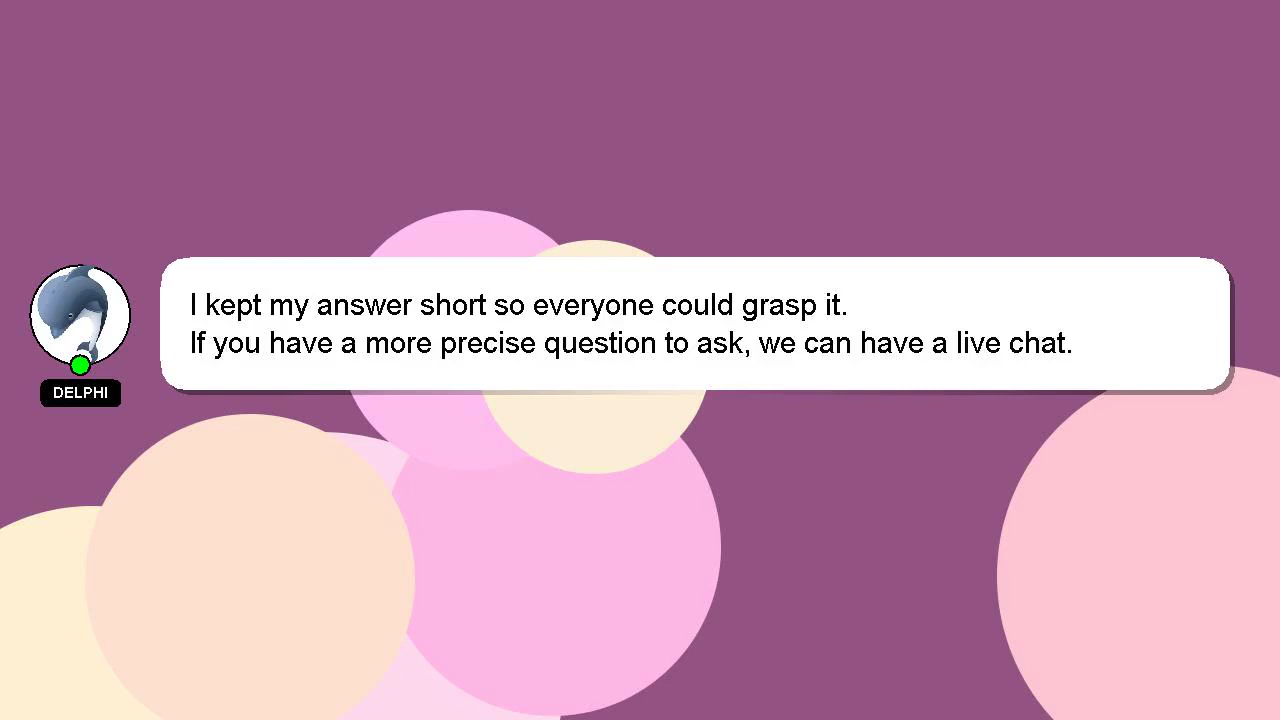 I kept my answer short so everyone could grasp it.
If you have a more precise question to ask, we can have a live chat.
DELPHI